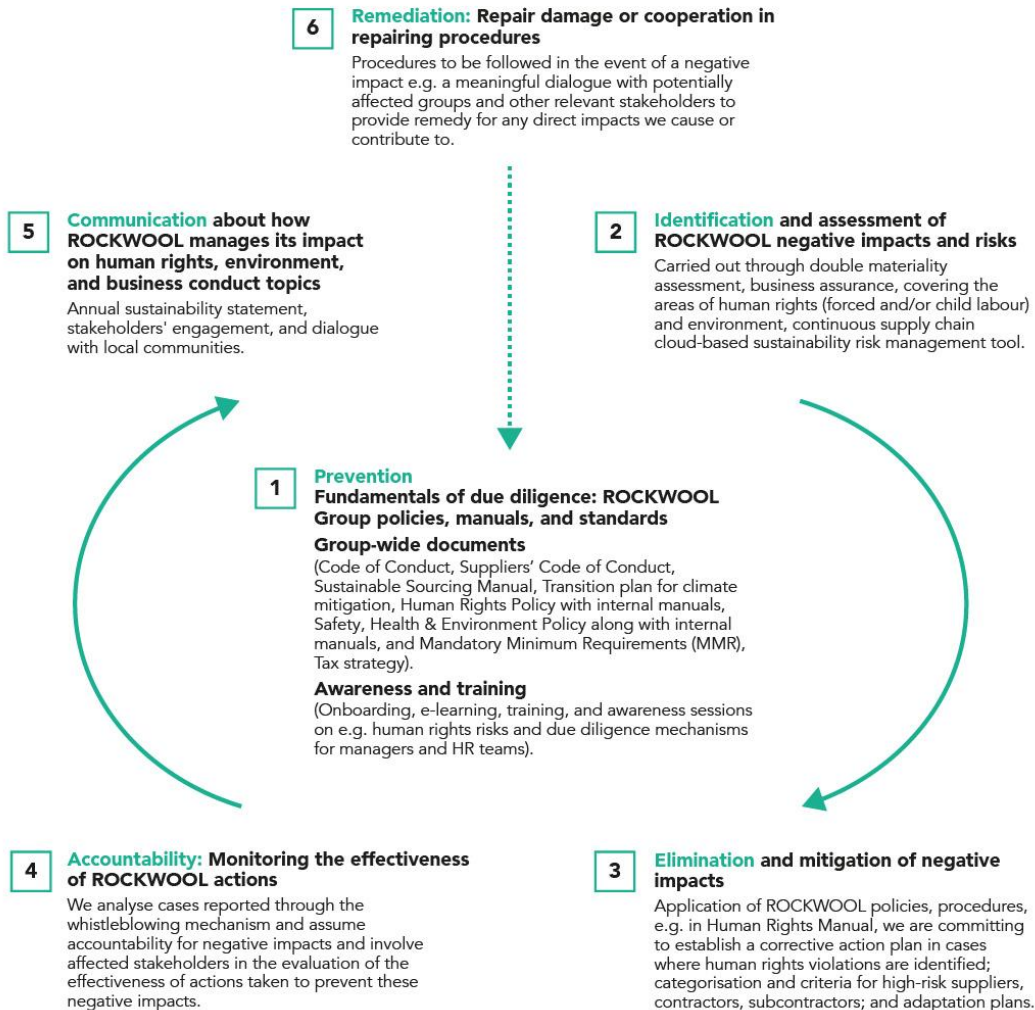 6
Remediation: Repair damage or cooperation in
repairing procedures
Procedures to be followed in the event of a negative
impact e.g. a meaningful dialogue with potentially
affected groups and other relevant stakeholders to
provide remedy for any direct impacts we cause or
contribute to.
5
Communication about how
ROCKWOOL manages its impact
on human rights, environment,
and business conduct topics
Annual sustainability statement,
stakeholders' engagement, and dialogue
with local communities.
2
Identification and assessment of
ROCKWOOL negative impacts and risks
Carried out through double materiality
assessment, business assurance, covering the
areas of human rights (forced and/or child labour)
and environment, continuous supply chain
cloud-based sustainability risk management tool.
1
Prevention
Fundamentals of due diligence: ROCKWOOL
Group policies, manuals, and standards
Group-wide documents
(Code of Conduct, Suppliers’ Code of Conduct,
Sustainable Sourcing Manual, Transition plan for climate
mitigation, Human Rights Policy with internal manuals,
Safety, Health & Environment Policy along with internal
manuals, and Mandatory Minimum Requirements (MMR),
Tax strategy).
Awareness and training
(Onboarding, e-learning, training, and awareness sessions
on e.g. human rights risks and due diligence mechanisms
for managers and HR teams).
4
Accountability: Monitoring the effectiveness
of ROCKWOOL actions
We analyse cases reported through the
whistleblowing mechanism and assume
accountability for negative impacts and involve
affected stakeholders in the evaluation of the
effectiveness of actions taken to prevent these
negative impacts.
3
Elimination and mitigation of negative
impacts
Application of ROCKWOOL policies, procedures,
e.g. in Human Rights Manual, we are committing
to establish a corrective action plan in cases
where human rights violations are identified;
categorisation and criteria for high-risk suppliers,
contractors, subcontractors; and adaptation plans.